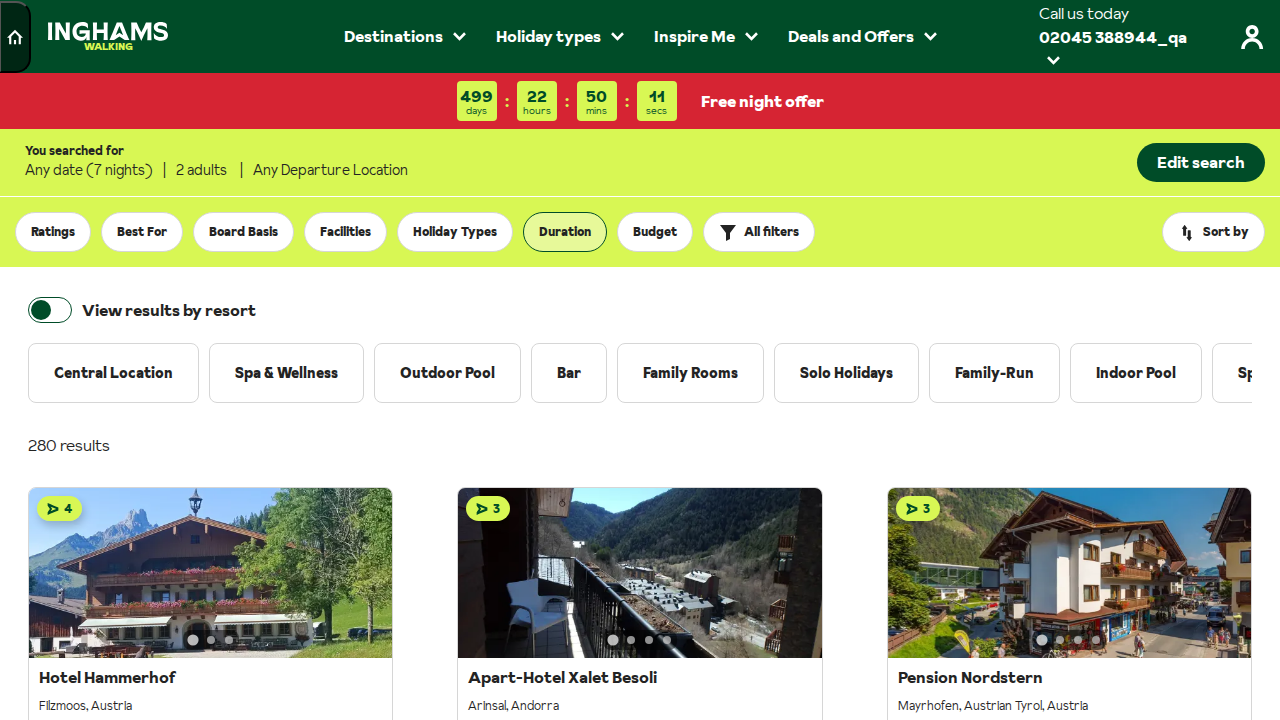 INGHAMS
WALKING
Destinations
Holiday types
Inspire Me
Deals and Offers
Call us today
02045 388944_qa
499 days : 22 hours : 50 mins : 11 secs
Free night offer
You searched for
Any date (7 nights) | 2 adults | Any Departure Location
Edit search
Ratings
Best For
Board Basis
Facilities
Holiday Types
Duration
Budget
All filters
Sort by
View results by resort
Central Location
Spa & Wellness
Outdoor Pool
Bar
Family Rooms
Solo Holidays
Family-Run
Indoor Pool
Sp
280 results
4
3
3
Hotel Hammerhof
Filzmoos, Austria
Apart-Hotel Xalet Besoli
Arinsal, Andorra
Pension Nordstern
Mayrhofen, Austrian Tyrol, Austria